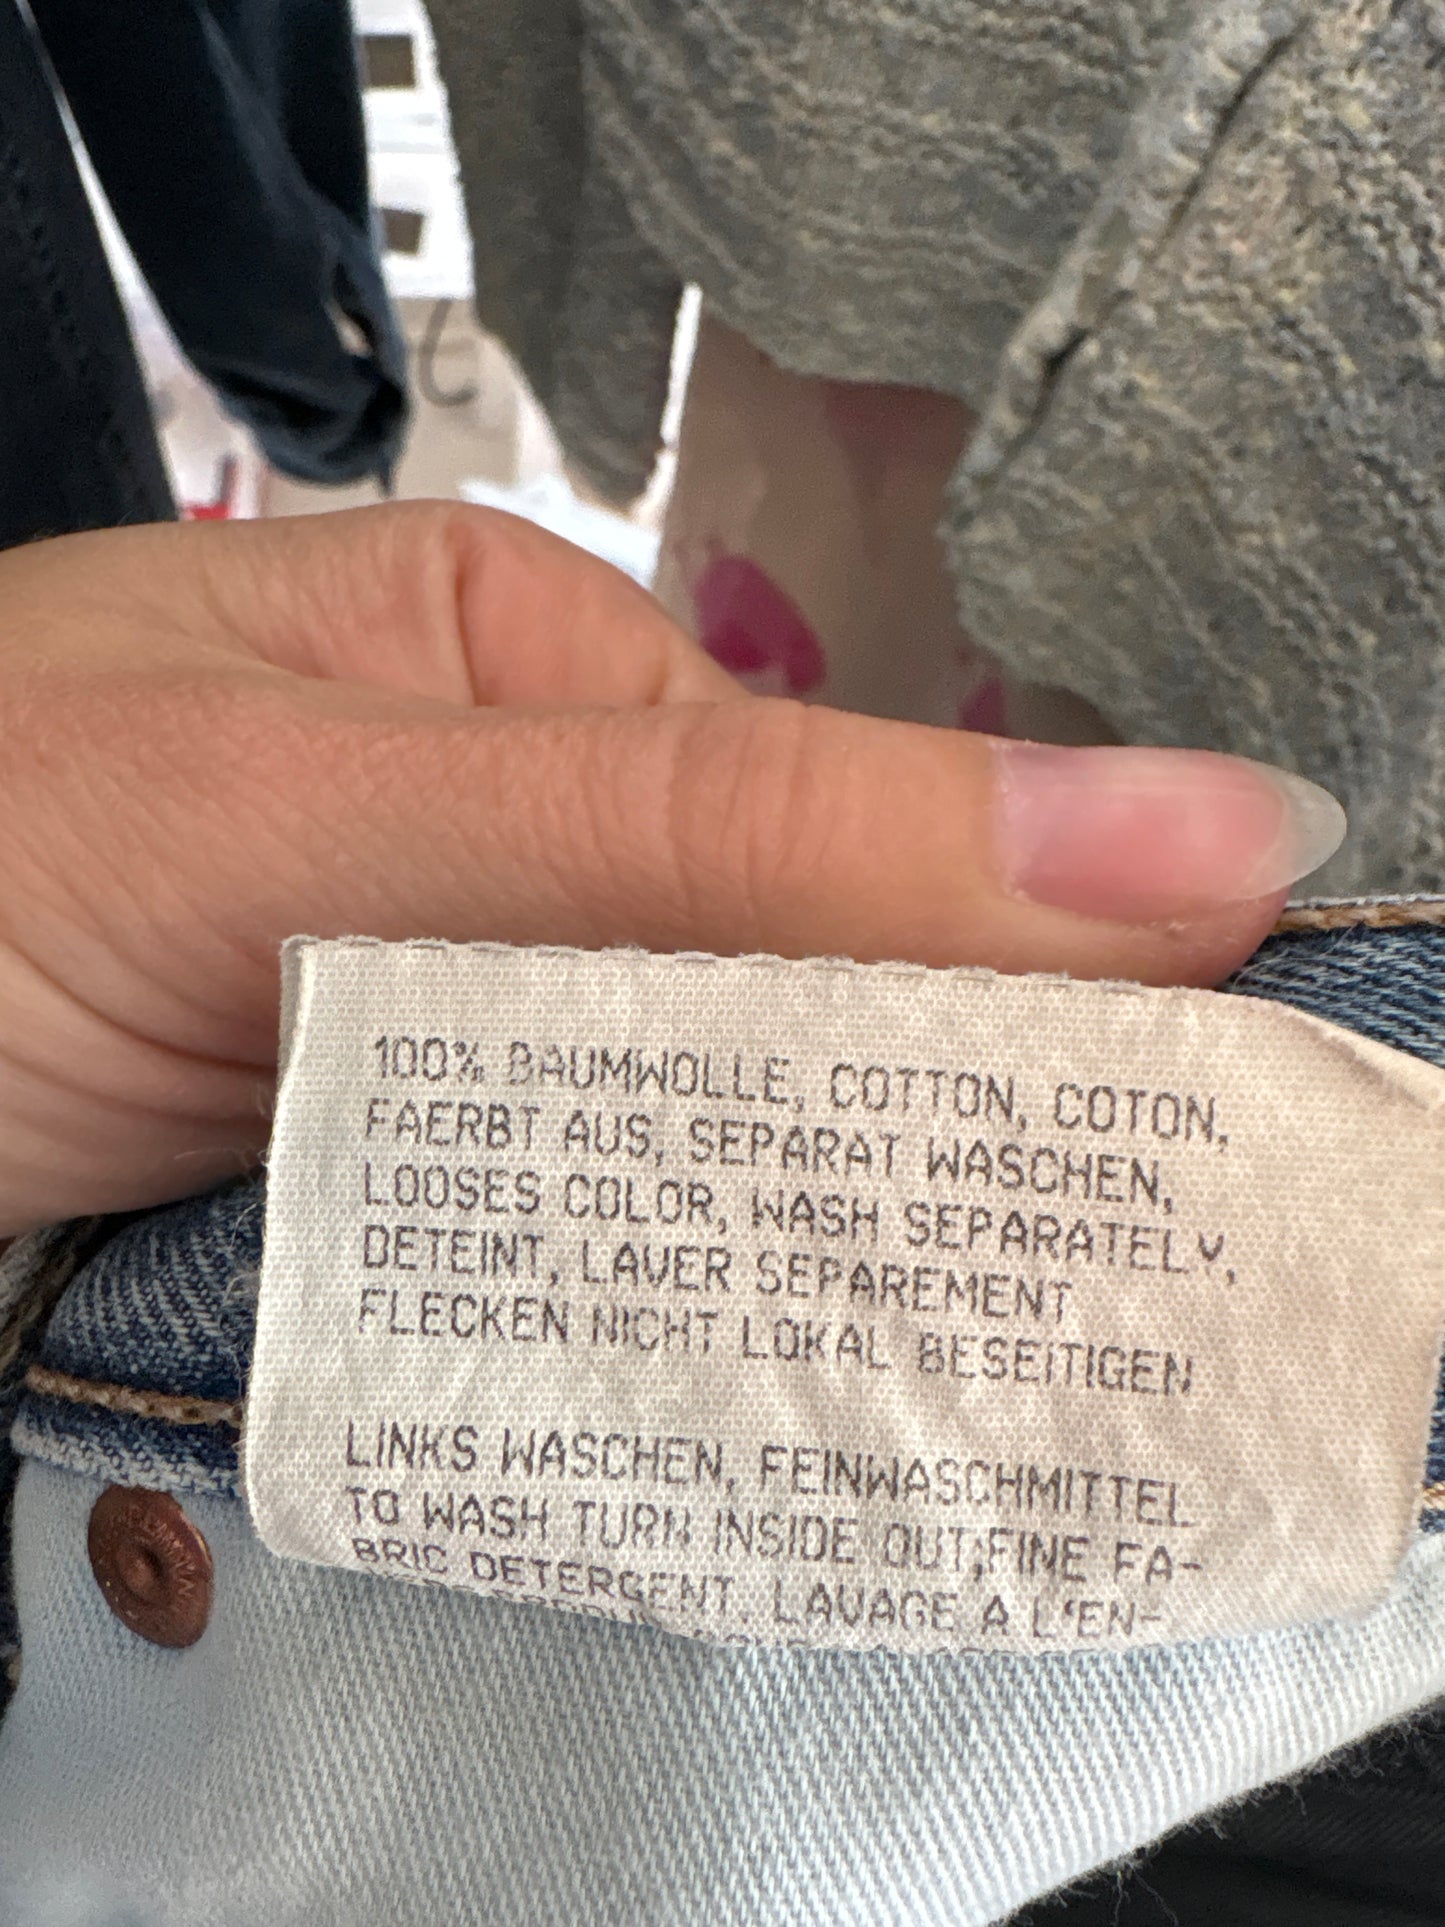 100% BAUMWOLLE, COTTON, COTON,
FAERBT AUS, SEPARAT WASCHEN,
LOOSES COLOR, WASH SEPARATELY,
DETEINT, LAVER SEPAREMENT
FLECKEN NICHT LOKAL BESEITIGEN
LINKS WASCHEN, FEINWASCHMITTEL
TO WASH TURN INSIDE OUT;FINE FA-
BRIC DETERGENT. LAVAGE A L'EN-